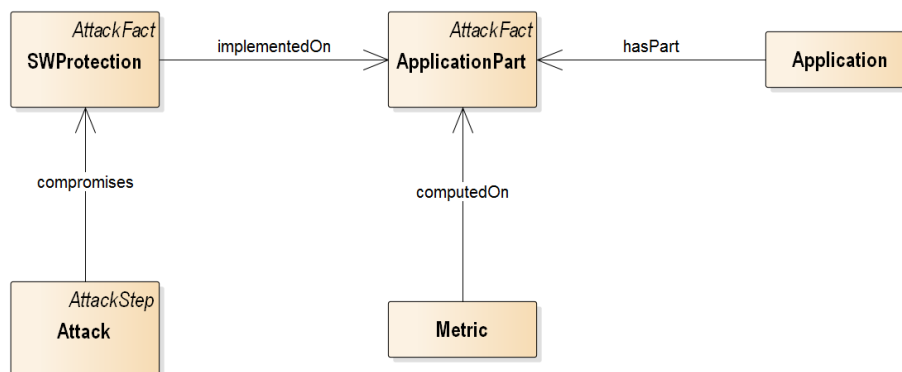 AttackFact
SWProtection
implementedOn
AttackFact
ApplicationPart
hasPart
Application
compromises
computedOn
AttackStep
Attack
Metric